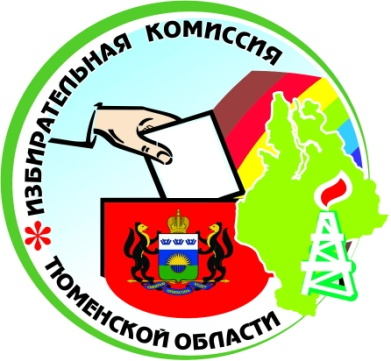 ИЗБИРАТЕЛЬНАЯ КОМИССИЯ
ТЮМЕНСКОЙ ОБЛАСТИ